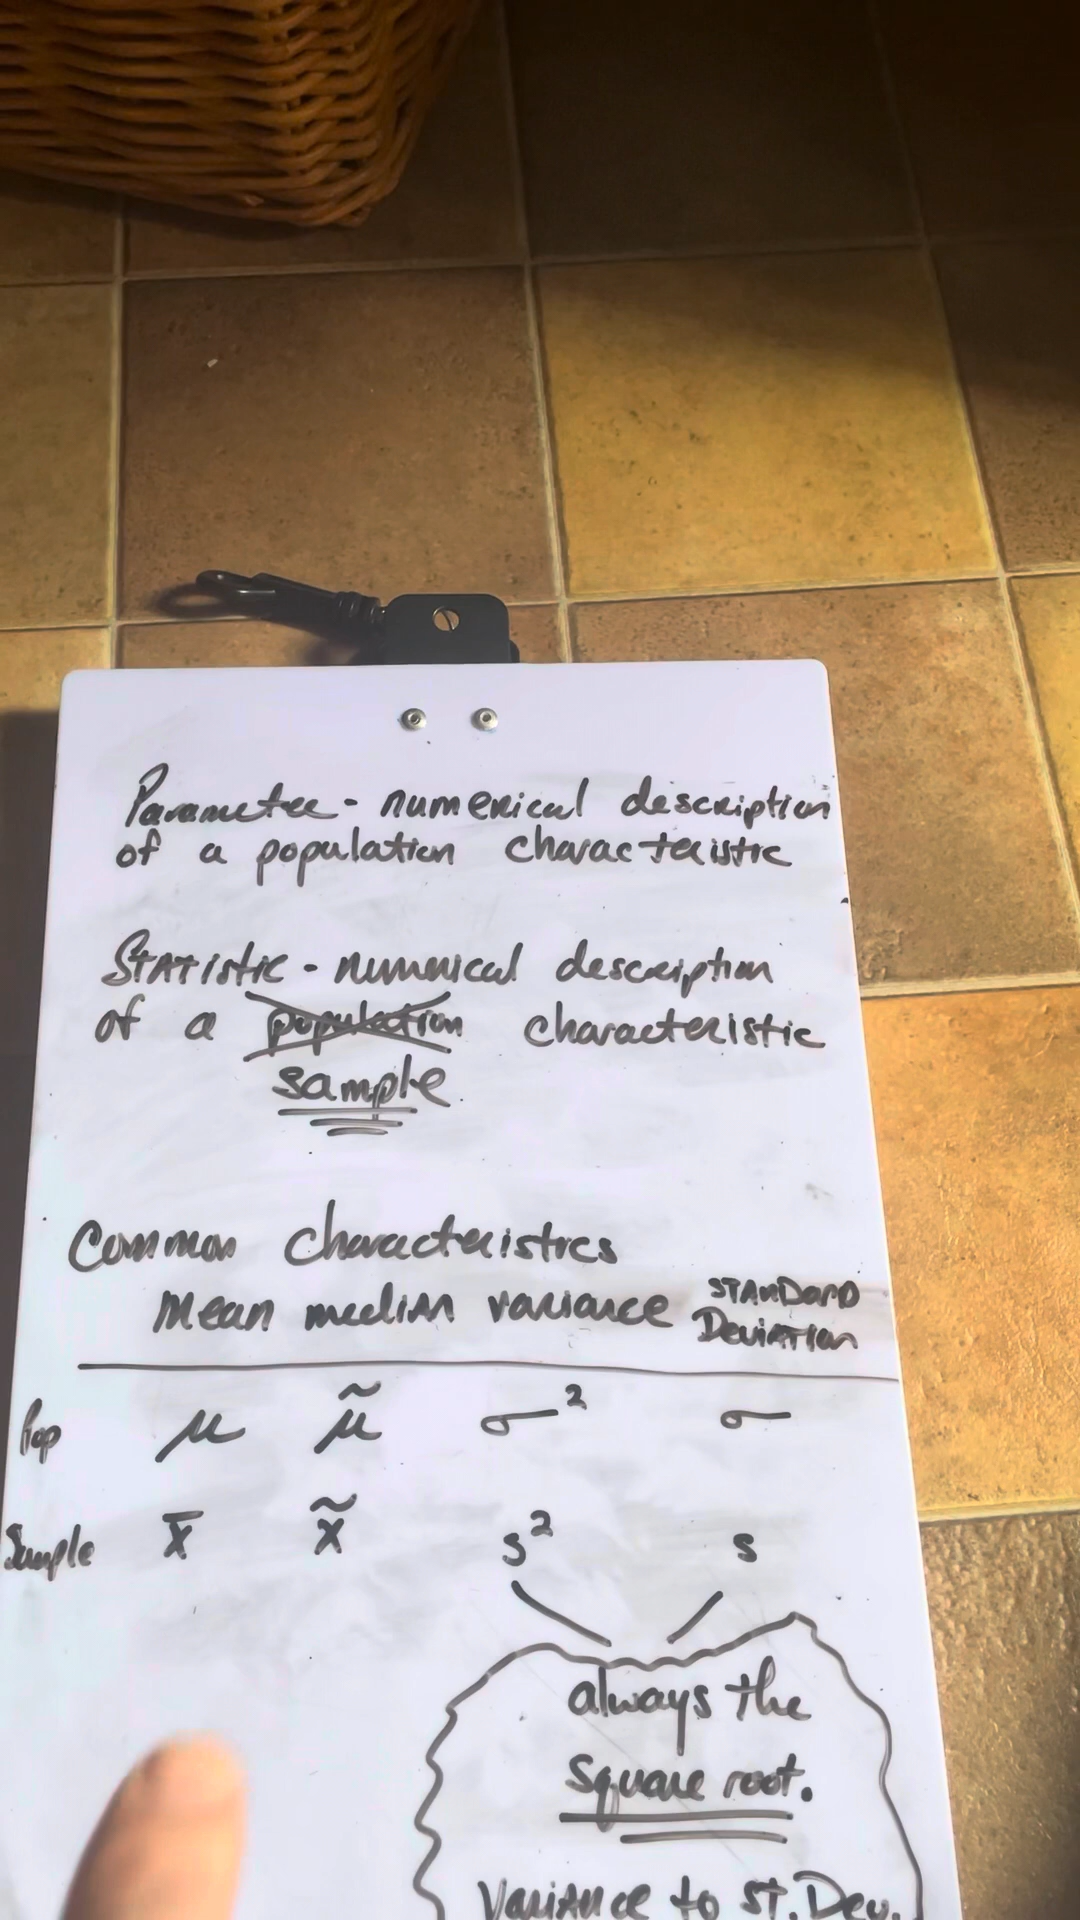 Parameter - numerical description
of a population characteristic
Statistic - numerical description
of a population characteristic
sample
Common Characteristics
Mean median variance STANDARD
DEVIATION
Pop μ μ̃ σ² σ
Sample x̄ x̃ s² s
always the
square root.
Variance to ST. Dev.